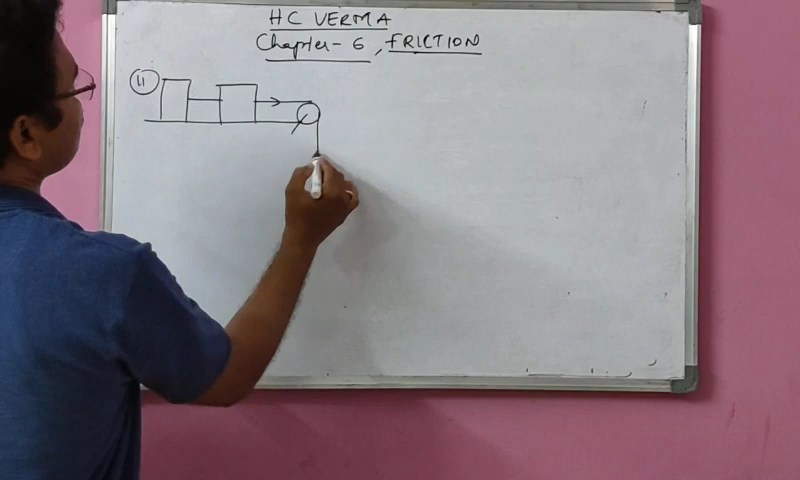 HC VERMA
Chapter- 6, FRICTION
11